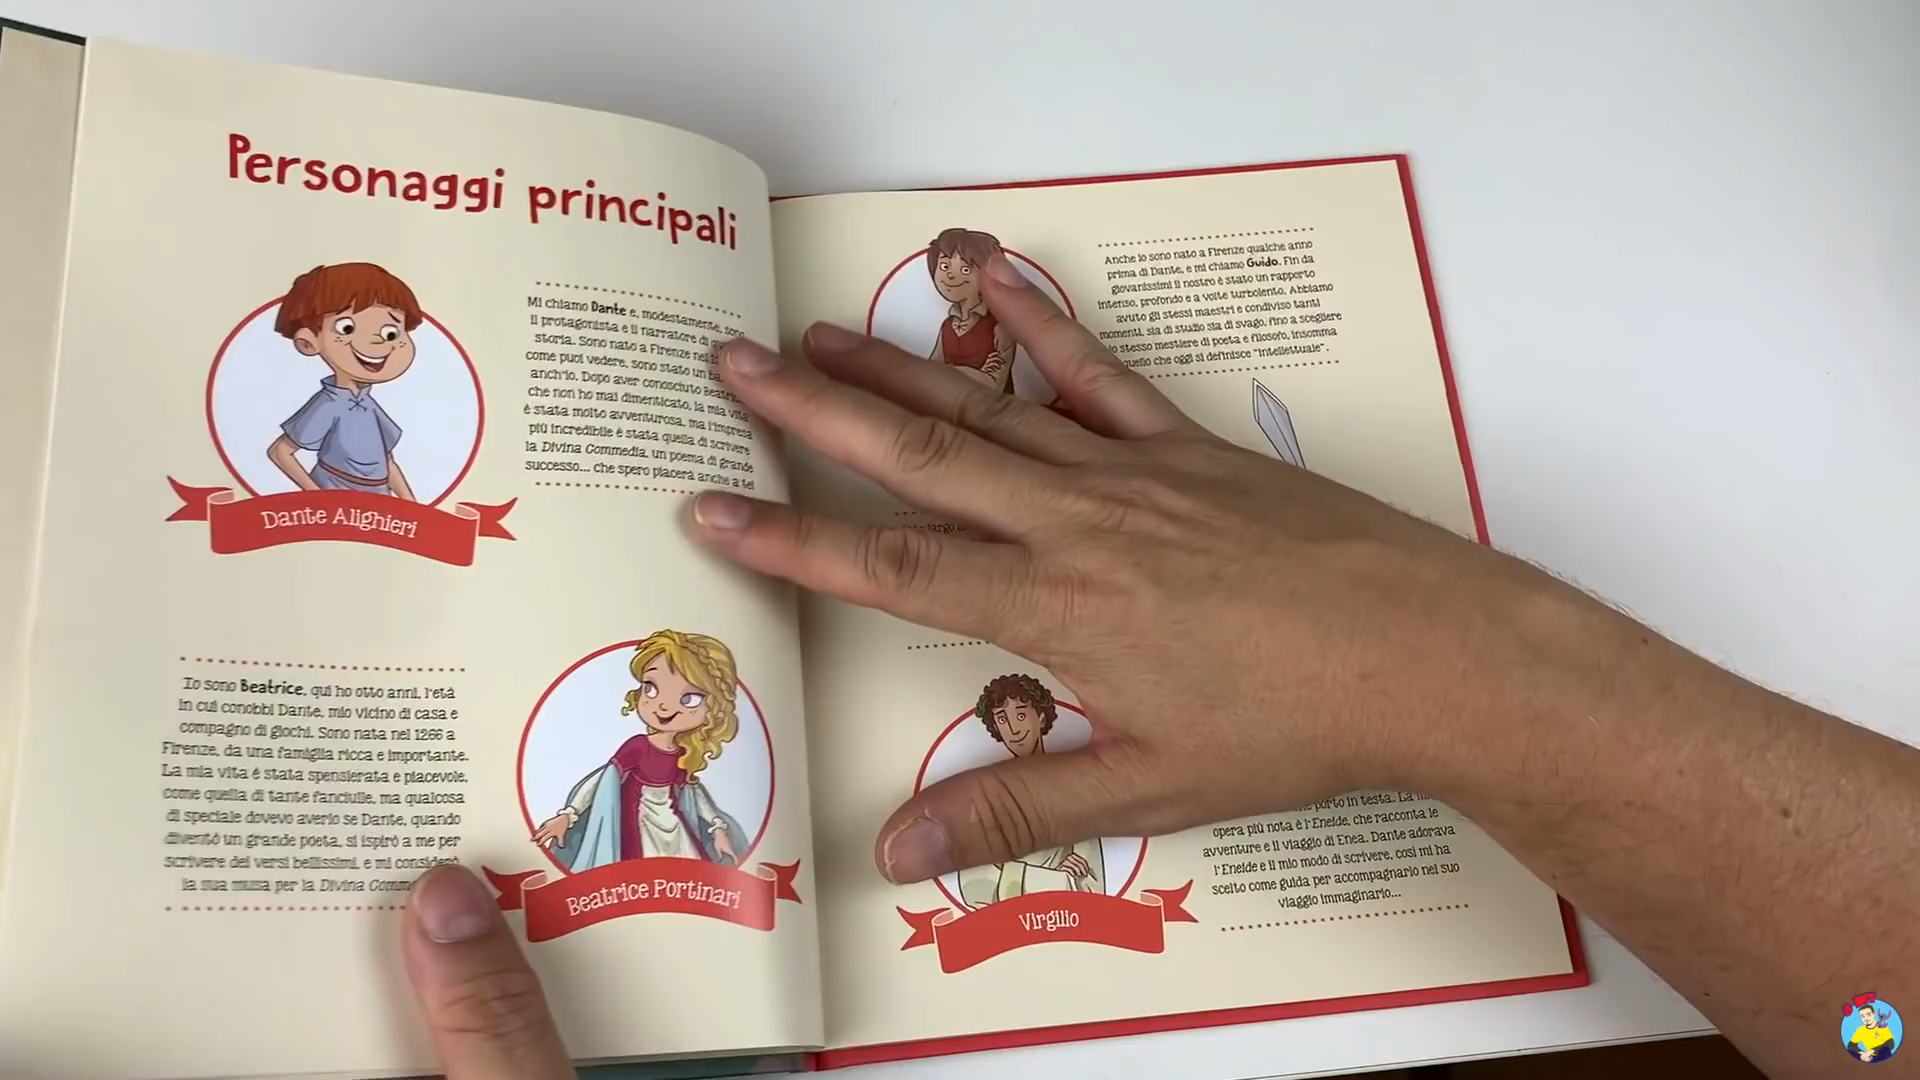 Personaggi principali
Mi chiamo Dante e, modestamente, sono
il protagonista e il narratore di
storia. Sono nato a Firenze nel
come puoi vedere, sono stato un
anch'io. Dopo aver conosciuto Beatrice,
che non ho mai dimenticato, la mia vita
è stata molto avventurosa, ma l'impresa
più incredibile è stata quella di scrivere
la Divina Commedia, un poema di grande
successo... che spero piacerà anche a te!
Dante Alighieri
Io sono Beatrice, qui ho otto anni, l'età
in cui conobbi Dante, mio vicino di casa e
compagno di giochi. Sono nata nel 1266 a
Firenze, da una famiglia ricca e importante.
La mia vita è stata spensierata e piacevole,
come quella di tante fanciulle, ma qualcosa
di speciale dovevo averlo se Dante, quando
diventò un grande poeta, si ispirò a me per
scrivere dei versi bellissimi, e mi considerò
la sua musa per la Divina
Beatrice Portinari
Anche io sono nato a Firenze qualche anno
prima di Dante, e mi chiamo Guido. Fin da
giovanissimi il nostro è stato un rapporto
intenso, profondo e a volte turbolento. Abbiamo
avuto gli stessi maestri e condiviso tanti
momenti, sia di studio sia di svago, fino a scegliere
lo stesso mestiere di poeta e filosofo, insomma
quello che oggi si definisce "intellettuale".
largo
porto in testa. La
opera più nota è l'Eneide, che racconta le
avventure e il viaggio di Enea. Dante adorava
l'Eneide e il mio modo di scrivere, così mi ha
scelto come guida per accompagnarlo nel suo
viaggio immaginario...
Virgilio